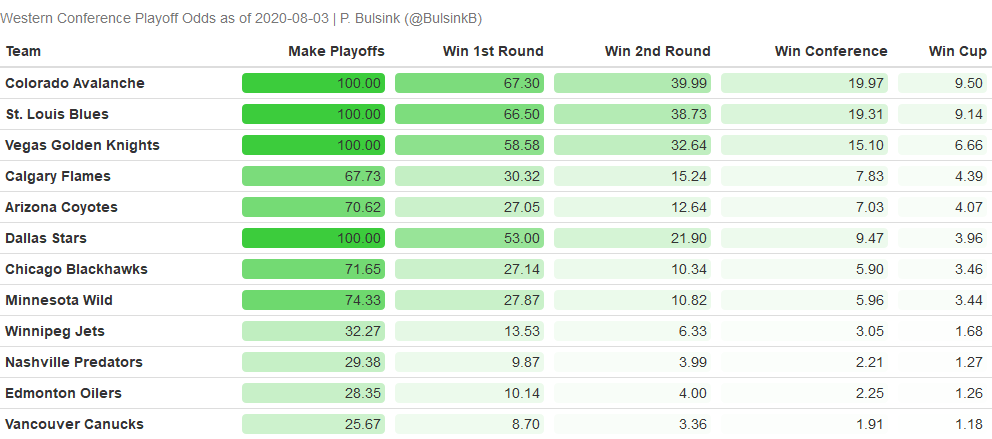 Western Conference Playoff Odds as of 2020-08-03 | P. Bulsink (@BulsinkB)
Team Make Playoffs Win 1st Round Win 2nd Round Win Conference Win Cup
Colorado Avalanche 100.00 67.30 39.99 19.97 9.50
St. Louis Blues 100.00 66.50 38.73 19.31 9.14
Vegas Golden Knights 100.00 58.58 32.64 15.10 6.66
Calgary Flames 67.73 30.32 15.24 7.83 4.39
Arizona Coyotes 70.62 27.05 12.64 7.03 4.07
Dallas Stars 100.00 53.00 21.90 9.47 3.96
Chicago Blackhawks 71.65 27.14 10.34 5.90 3.46
Minnesota Wild 74.33 27.87 10.82 5.96 3.44
Winnipeg Jets 32.27 13.53 6.33 3.05 1.68
Nashville Predators 29.38 9.87 3.99 2.21 1.27
Edmonton Oilers 28.35 10.14 4.00 2.25 1.26
Vancouver Canucks 25.67 8.70 3.36 1.91 1.18